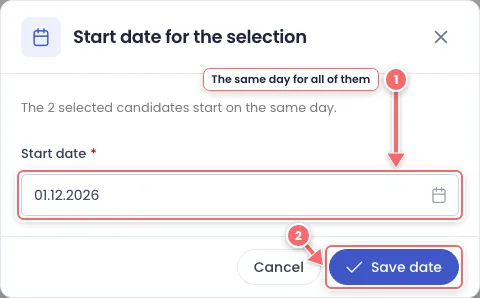 Start date for the selection
The same day for all of them
1
The 2 selected candidates start on the same day.
Start date *
01.12.2026
2
Cancel
Save date